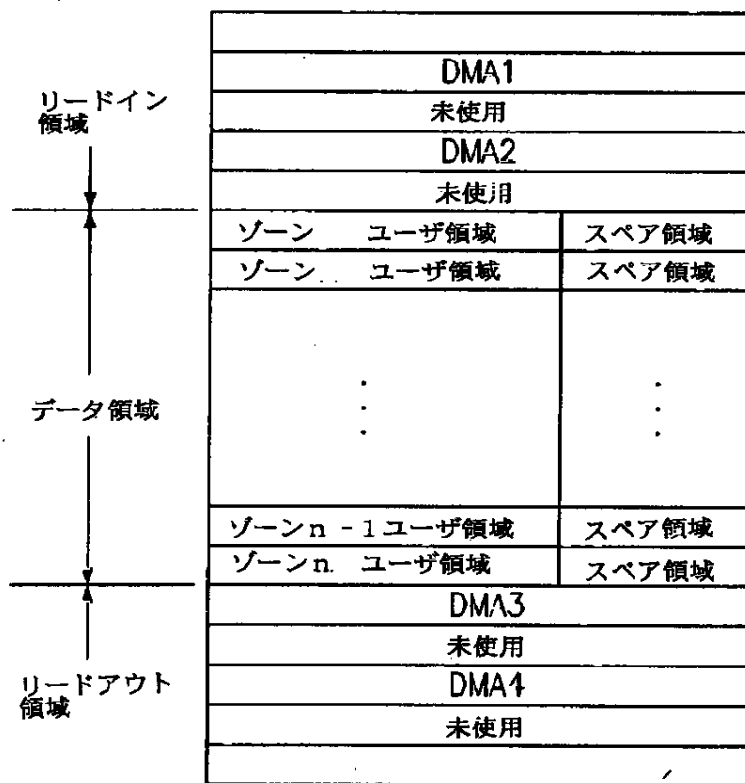 DMA1
リードイン
領域
未使用
DMA2
未使用
ゾーン ユーザ領域 スペア領域
ゾーン ユーザ領域 スペア領域
データ領域
ゾーンn -1ユーザ領域 スペア領域
ゾーンn. ユーザ領域 スペア領域
DMA3
未使用
リードアウト
領域
DMA4
未使用